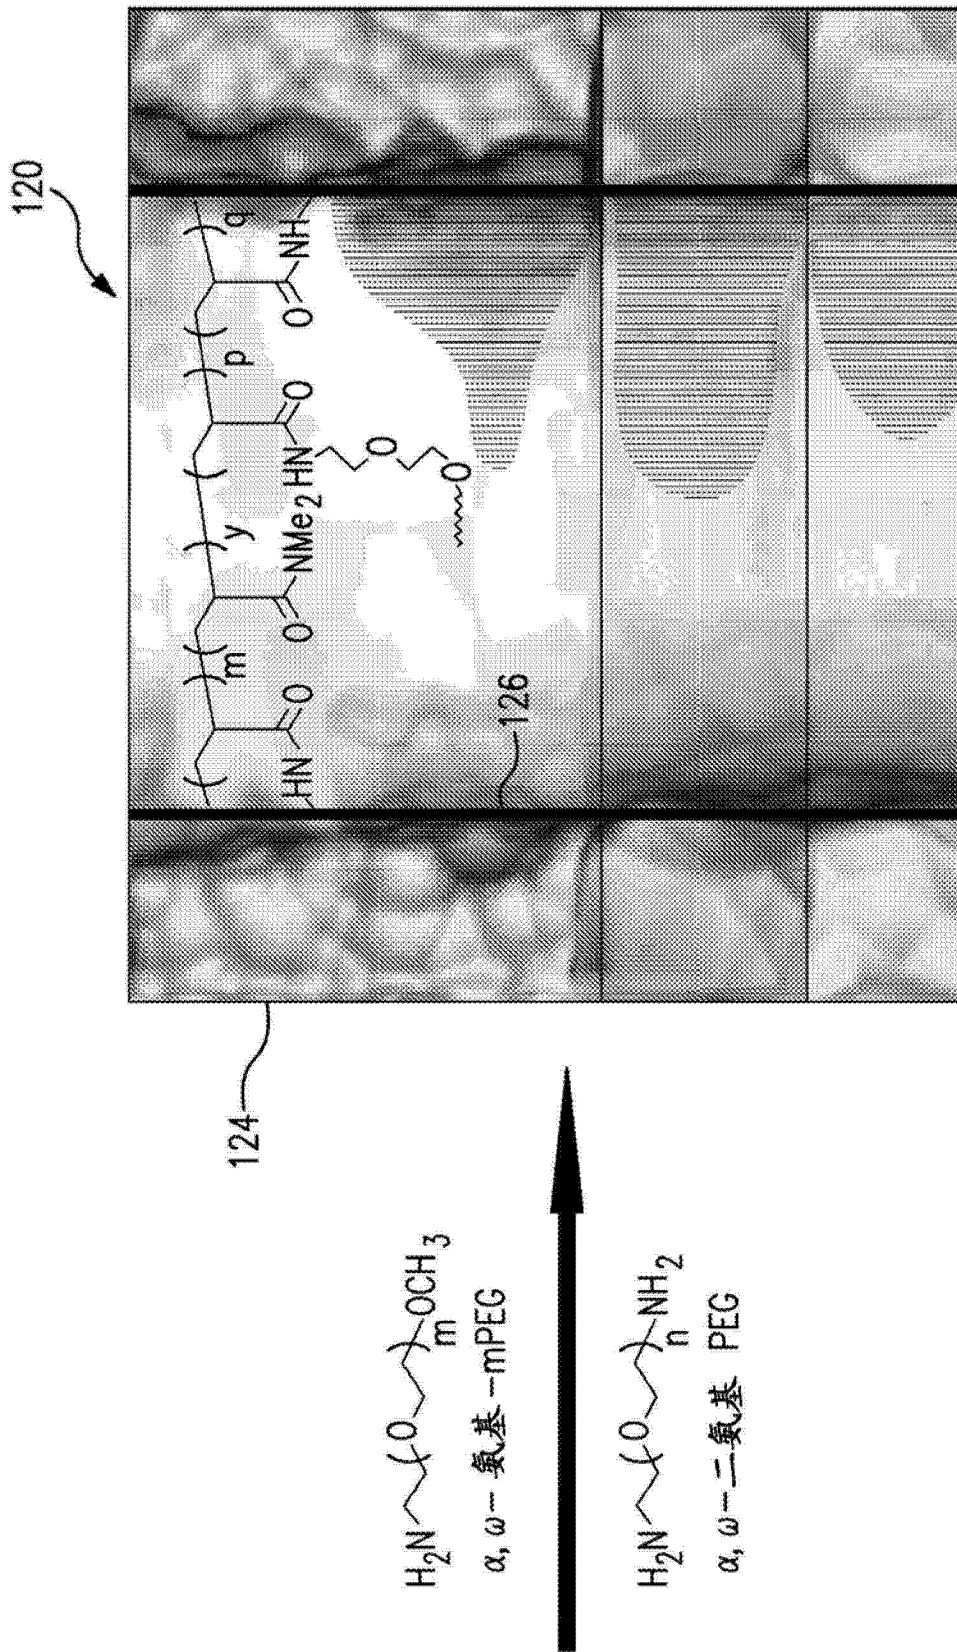 120
124
126
( )m ( )y ( )p ( )q
HN O O NMe2 HN O O NH
O
O
H2N (O )m OCH3
α, ω-氨基-mPEG
H2N (O )n NH2
α, ω-二氨基 PEG